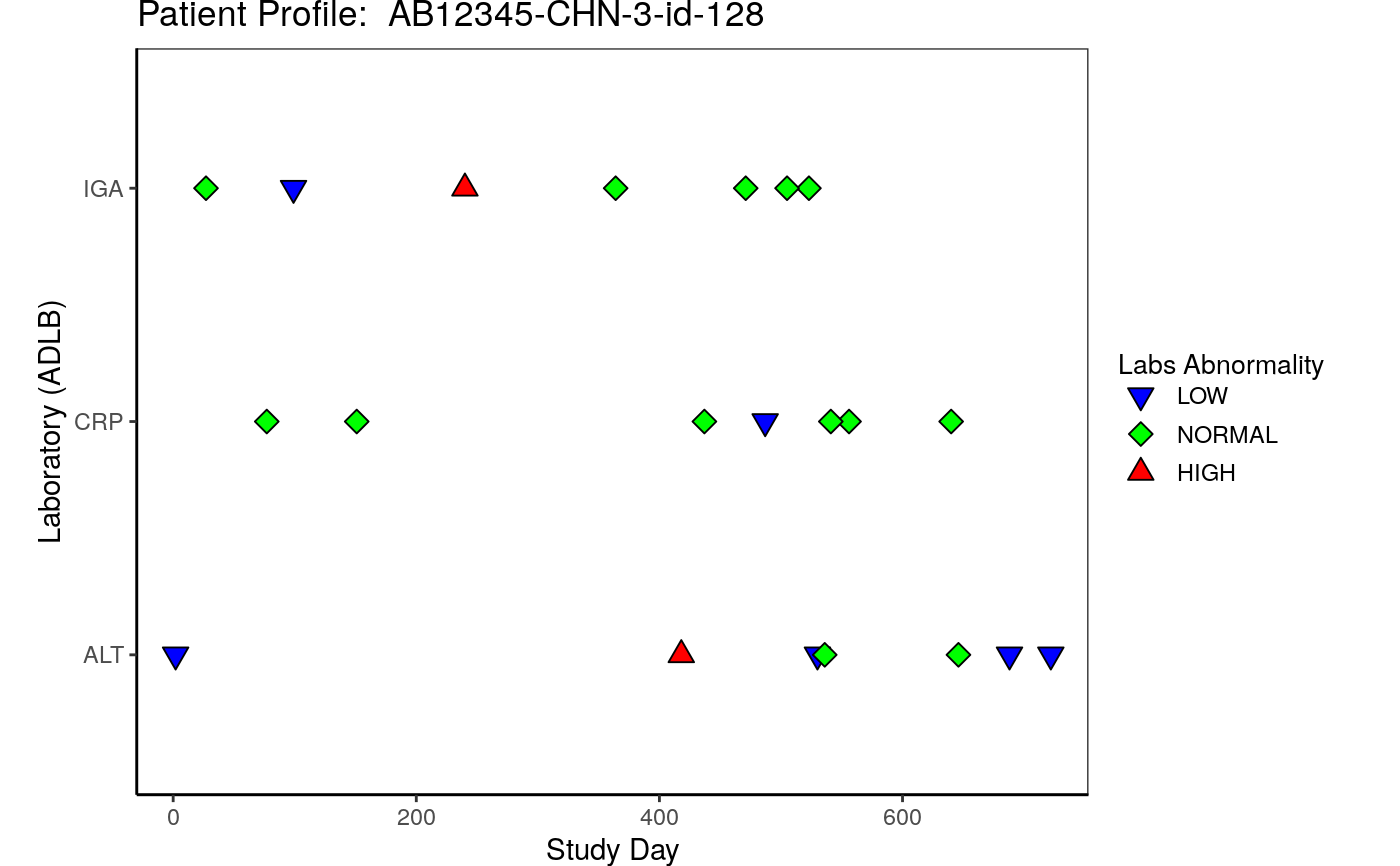 Patient Profile:  AB12345-CHN-3-id-128
IGA
CRP
ALT
Laboratory (ADLB)
0 200 400 600
Study Day
Labs Abnormality
LOW
NORMAL
HIGH